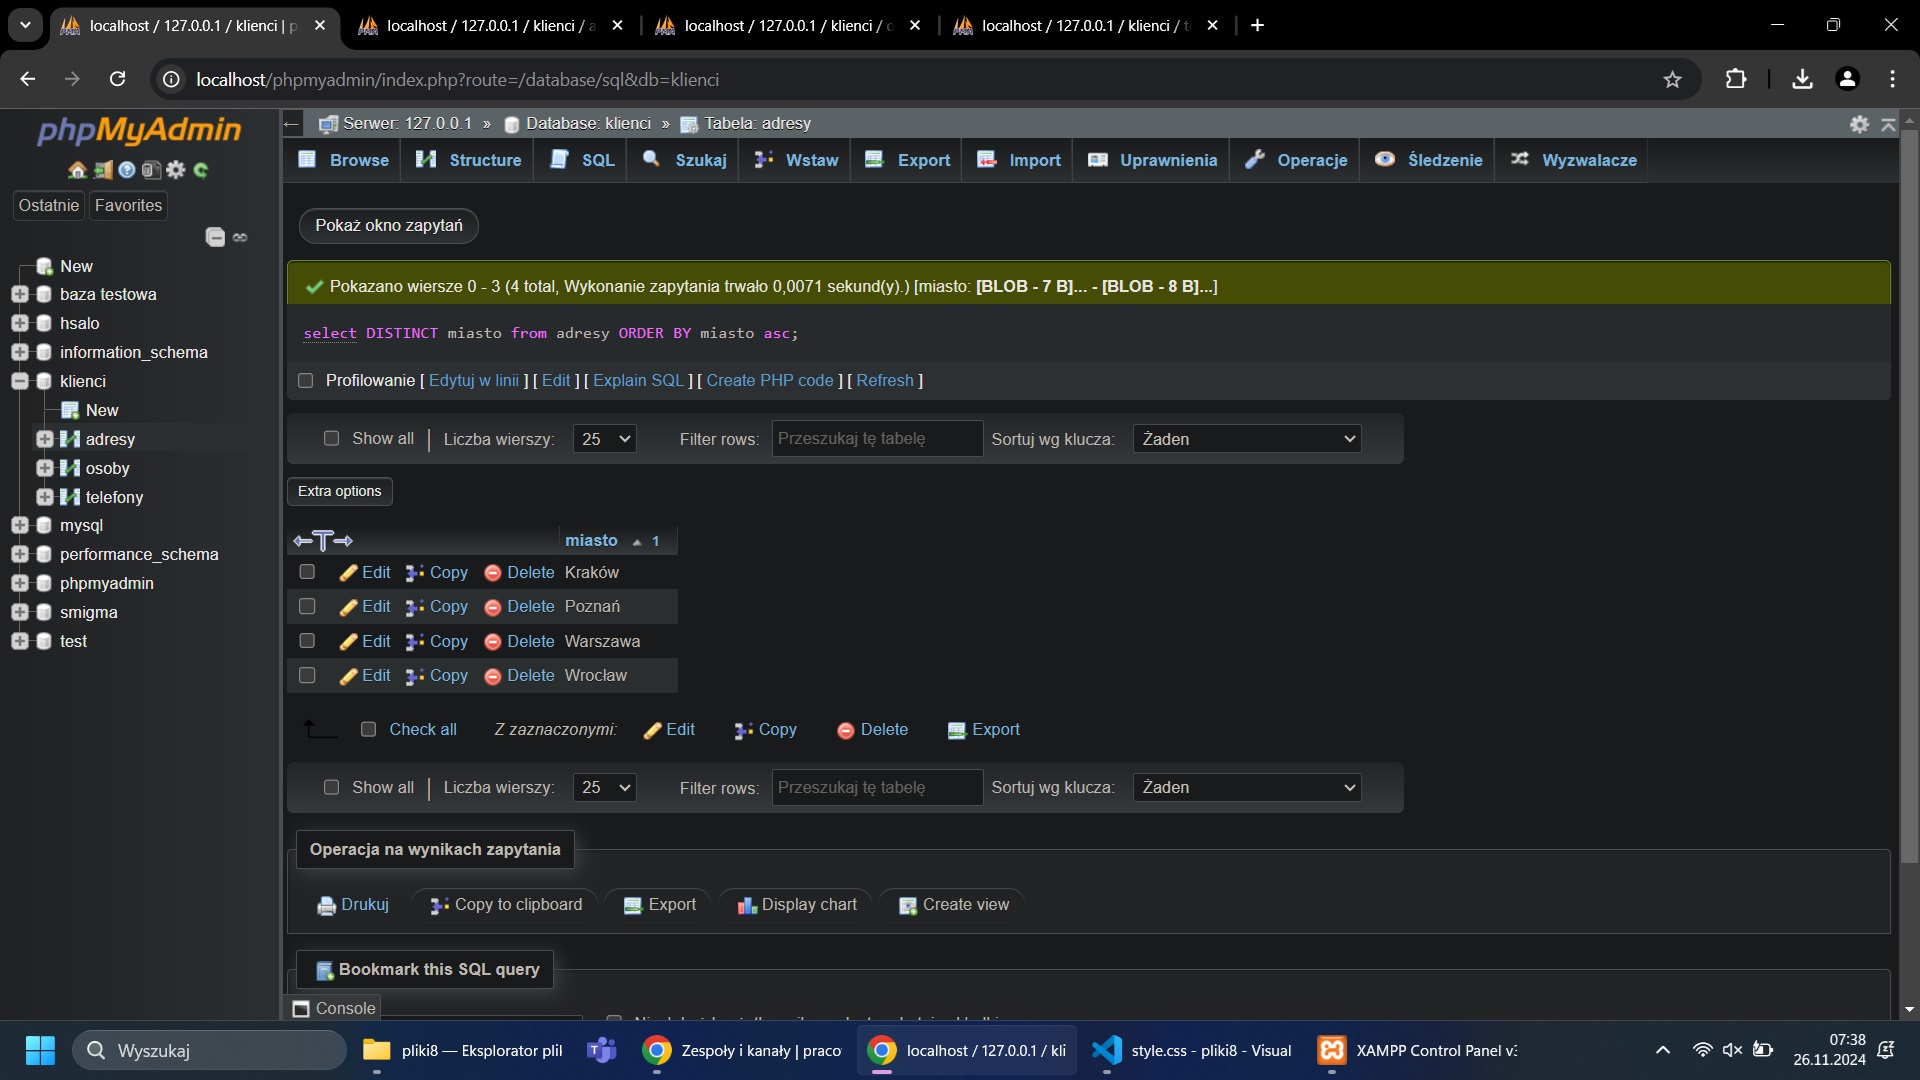 localhost / 127.0.0.1 / klienci | p
localhost / 127.0.0.1 / klienci / a
localhost / 127.0.0.1 / klienci / o
localhost / 127.0.0.1 / klienci / t
localhost/phpmyadmin/index.php?route=/database/sql&db=klienci
phpMyAdmin
Ostatnie Favorites
New
baza testowa
hsalo
information_schema
klienci
New
adresy
osoby
telefony
mysql
performance_schema
phpmyadmin
smigma
test
Serwer: 127.0.0.1 » Database: klienci » Tabela: adresy
Browse Structure SQL Szukaj Wstaw Export Import Uprawnienia Operacje Śledzenie Wyzwalacze
Pokaż okno zapytań
Pokazano wiersze 0 - 3 (4 total, Wykonanie zapytania trwało 0,0071 sekund(y).) [miasto: [BLOB - 7 B]... - [BLOB - 8 B]...]
select DISTINCT miasto from adresy ORDER BY miasto asc;
Profilowanie [ Edytuj w linii ] [ Edit ] [ Explain SQL ] [ Create PHP code ] [ Refresh ]
Show all | Liczba wierszy: 25 Filter rows: Przeszukaj tę tabelę Sortuj wg klucza: Żaden
Extra options
←T→ miasto 1
Edit Copy Delete Kraków
Edit Copy Delete Poznań
Edit Copy Delete Warszawa
Edit Copy Delete Wrocław
Check all Z zaznaczonymi: Edit Copy Delete Export
Show all | Liczba wierszy: 25 Filter rows: Przeszukaj tę tabelę Sortuj wg klucza: Żaden
Operacja na wynikach zapytania
Drukuj Copy to clipboard Export Display chart Create view
Bookmark this SQL query
Console
Wyszukaj
pliki8 — Eksplorator plil
Zespoły i kanały | praco
localhost / 127.0.0.1 / kli
style.css - pliki8 - Visual
XAMPP Control Panel v3
07:38
26.11.2024